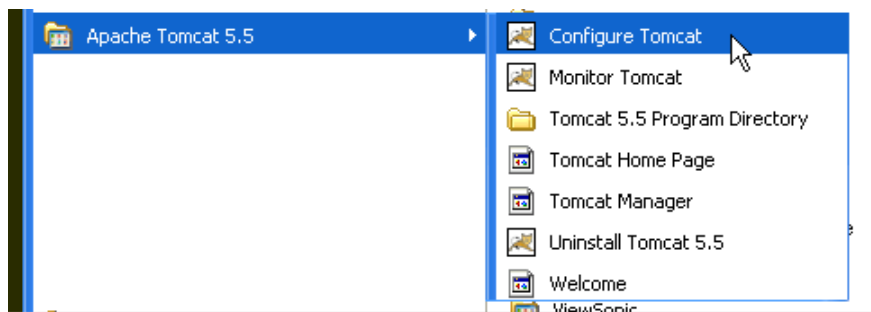 Apache Tomcat 5.5
Configure Tomcat
Monitor Tomcat
Tomcat 5.5 Program Directory
Tomcat Home Page
Tomcat Manager
Uninstall Tomcat 5.5
Welcome
ViewSonic